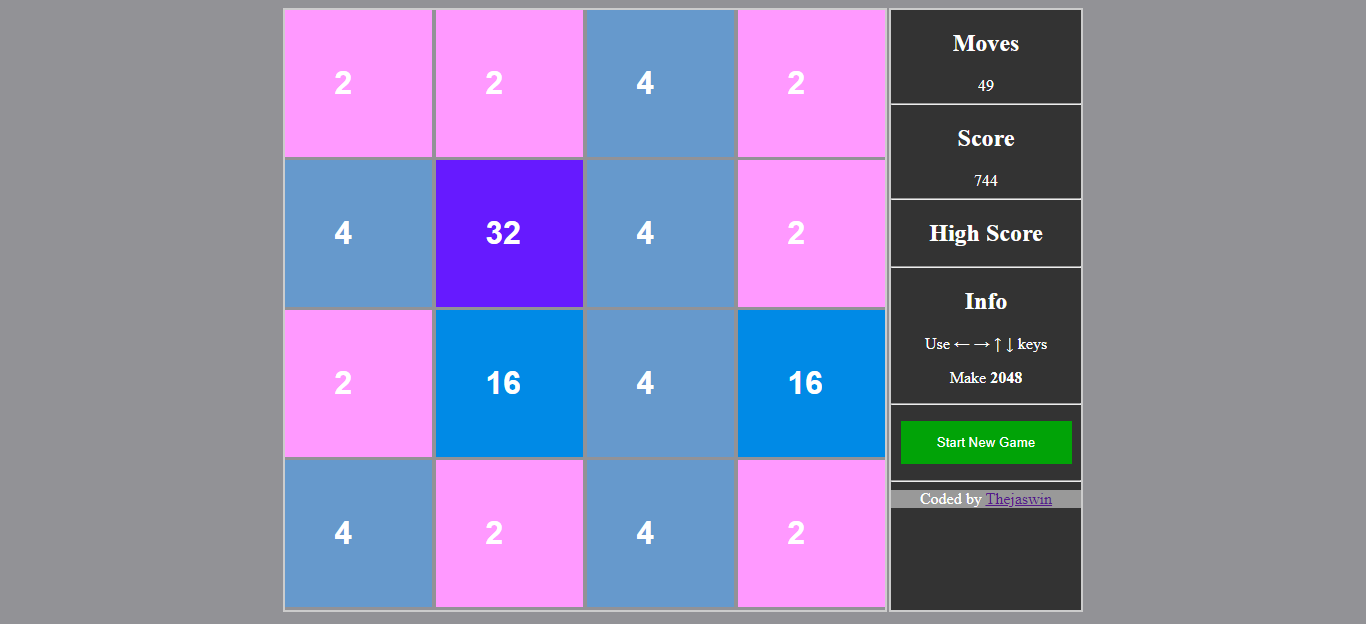 2 2 4 2
4 32 4 2
2 16 4 16
4 2 4 2
Moves
49
Score
744
High Score
Info
Use ←→↑↓ keys
Make 2048
Start New Game
Coded by Thejaswin